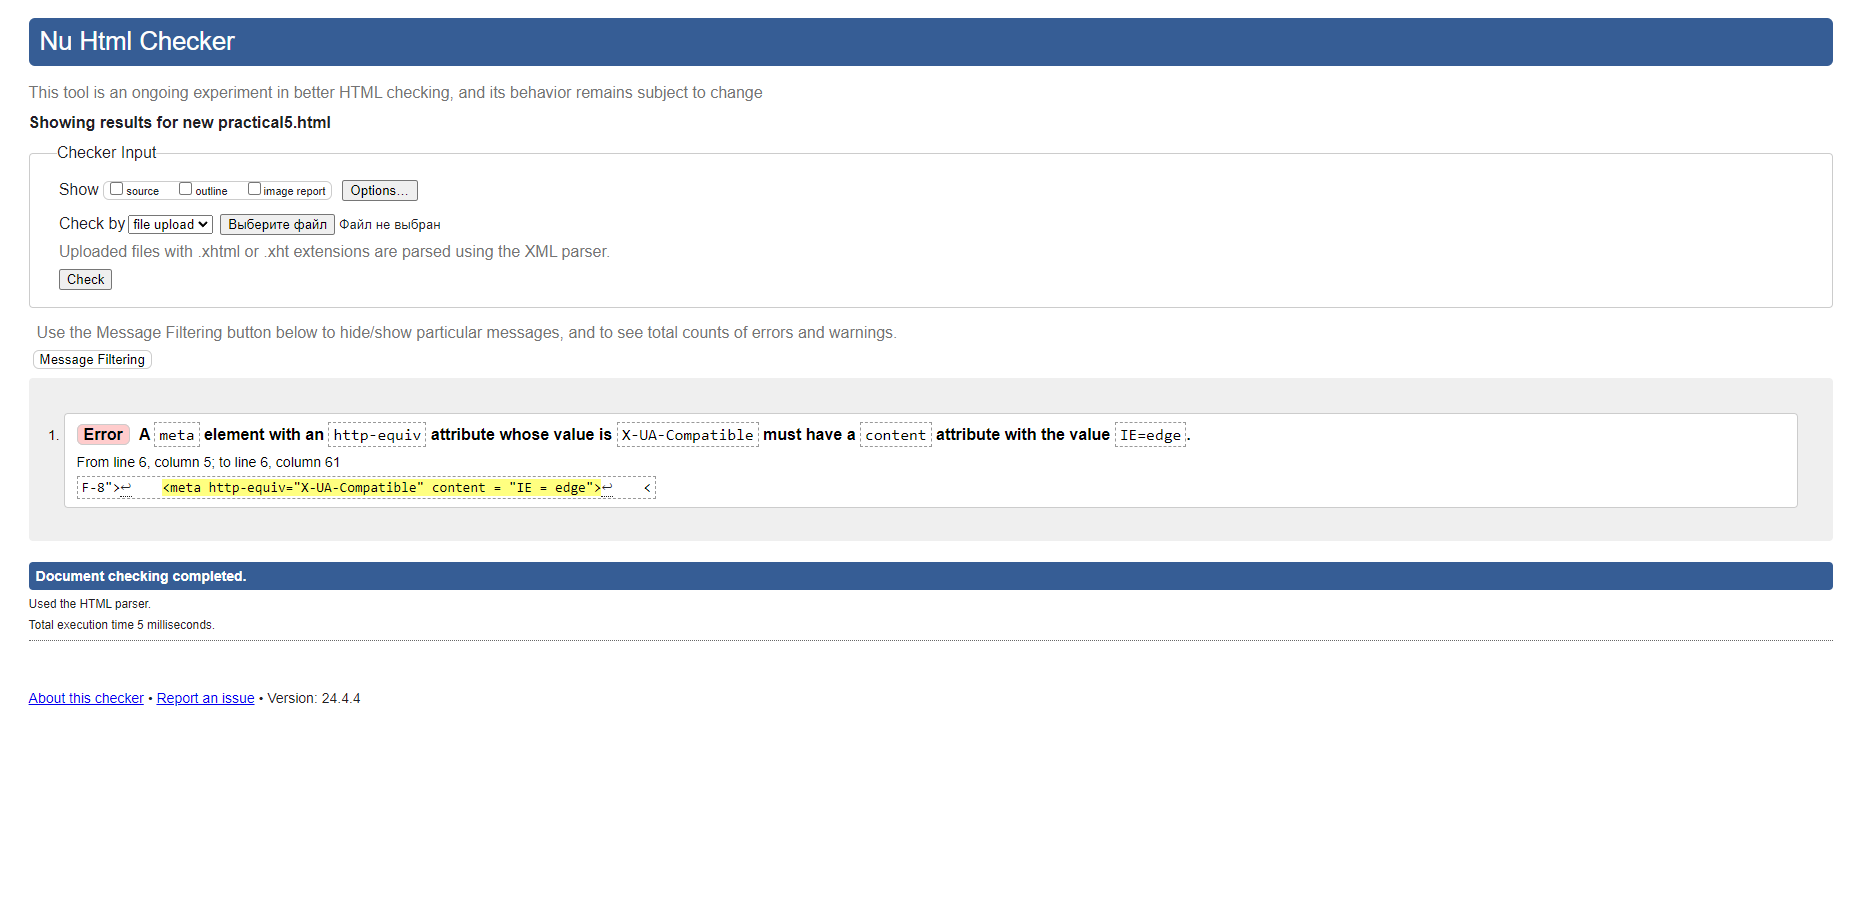 Nu Html Checker
This tool is an ongoing experiment in better HTML checking, and its behavior remains subject to change
Showing results for new practical5.html
Checker Input
Show source outline image report Options...
Check by file upload Выберите файл Файл не выбран
Uploaded files with .xhtml or .xht extensions are parsed using the XML parser.
Check
Use the Message Filtering button below to hide/show particular messages, and to see total counts of errors and warnings.
Message Filtering
1. Error A meta element with an http-equiv attribute whose value is X-UA-Compatible must have a content attribute with the value IE=edge.
From line 6, column 5; to line 6, column 61
F-8">↩ <meta http-equiv="X-UA-Compatible" content = "IE = edge">↩ <
Document checking completed.
Used the HTML parser.
Total execution time 5 milliseconds.
About this checker • Report an issue • Version: 24.4.4